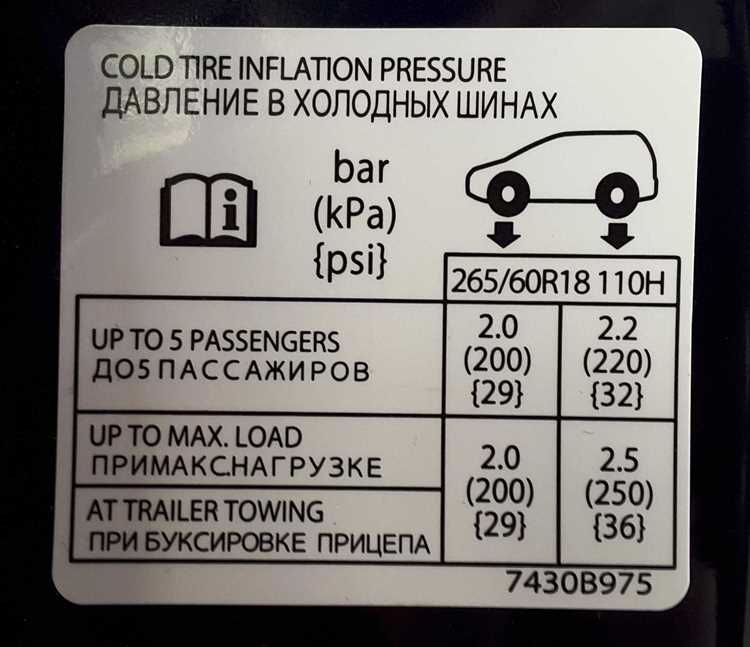 COLD TIRE INFLATION PRESSURE
ДАВЛЕНИЕ В ХОЛОДНЫХ ШИНАХ
i
bar
(kPa)
{psi}
265/60R18 110H
UP TO 5 PASSENGERS
ДО5 ПАССАЖИРОВ
2.0
(200)
{29}
2.2
(220)
{32}
UP TO MAX. LOAD
ПРИМАКС.НАГРУЗКЕ
AT TRAILER TOWING
ПРИ БУКСИРОВКЕ ПРИЦЕПА
2.0
(200)
{29}
2.5
(250)
{36}
7430B975